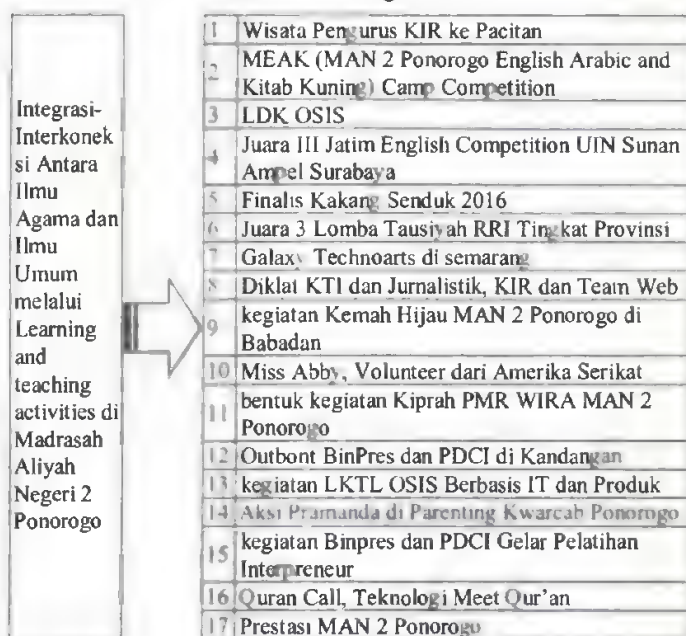 Integrasi-
Interkonek
si Antara
Ilmu
Agama dan
Ilmu
Umum
melalui
Learning
and
teaching
activities di
Madrasah
Aliyah
Negeri 2
Ponorogo
1 Wisata Pengurus KIR ke Pacitan
2 MEAK (MAN 2 Ponorogo English Arabic and
Kitab Kuning) Camp Competition
3 LDK OSIS
4 Juara III Jatim English Competition UIN Sunan
Ampel Surabaya
5 Finalis Kakang Senduk 2016
6 Juara 3 Lomba Tausiyah RRI Tingkat Provinsi
7 Galaxy Technoarts di semarang
8 Diklat KTI dan Jurnalistik, KIR dan Team Web
9 kegiatan Kemah Hijau MAN 2 Ponorogo di
Babadan
10 Miss Abby, Volunteer dari Amerika Serikat
11 bentuk kegiatan Kiprah PMR WIRA MAN 2
Ponorogo
12 Outbont BinPres dan PDCI di Kandangan
13 kegiatan LKTL OSIS Berbasis IT dan Produk
14 Aksi Pramanda di Parenting Kwarcab Ponorogo
15 kegiatan Binpres dan PDCI Gelar Pelatihan
Interpreneur
16 Quran Call, Teknologi Meet Qur'an
17 Prestasi MAN 2 Ponorogo